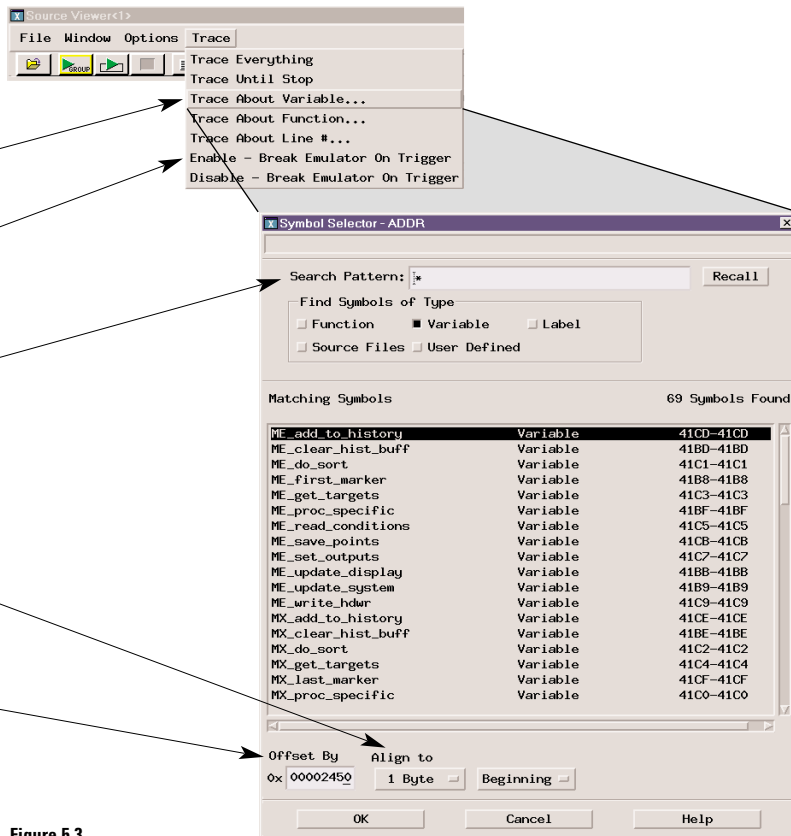 Source Viewer<1>
File Window Options Trace
GROUP
Trace Everything
Trace Until Stop
Trace About Variable...
Trace About Function...
Trace About Line #...
Enable - Break Emulator On Trigger
Disable - Break Emulator On Trigger
Symbol Selector - ADDR
Search Pattern: * Recall
Find Symbols of Type
Function Variable Label
Source Files User Defined
Matching Symbols 69 Symbols Found
ME_add_to_history Variable 41CD-41CD
ME_clear_hist_buff Variable 41BD-41BD
ME_do_sort Variable 41C1-41C1
ME_first_marker Variable 41B8-41B8
ME_get_targets Variable 41C3-41C3
ME_proc_specific Variable 41BF-41BF
ME_read_conditions Variable 41C5-41C5
ME_save_points Variable 41CB-41CB
ME_set_outputs Variable 41C7-41C7
ME_update_display Variable 41BB-41BB
ME_update_system Variable 41B9-41B9
ME_write_hdwr Variable 41C9-41C9
MX_add_to_history Variable 41CE-41CE
MX_clear_hist_buff Variable 41BE-41BE
MX_do_sort Variable 41C2-41C2
MX_get_targets Variable 41C4-41C4
MX_last_marker Variable 41CF-41CF
MX_proc_specific Variable 41C0-41C0
Offset By Align to
0x 00002450 1 Byte Beginning
OK Cancel Help
Figure 5.3